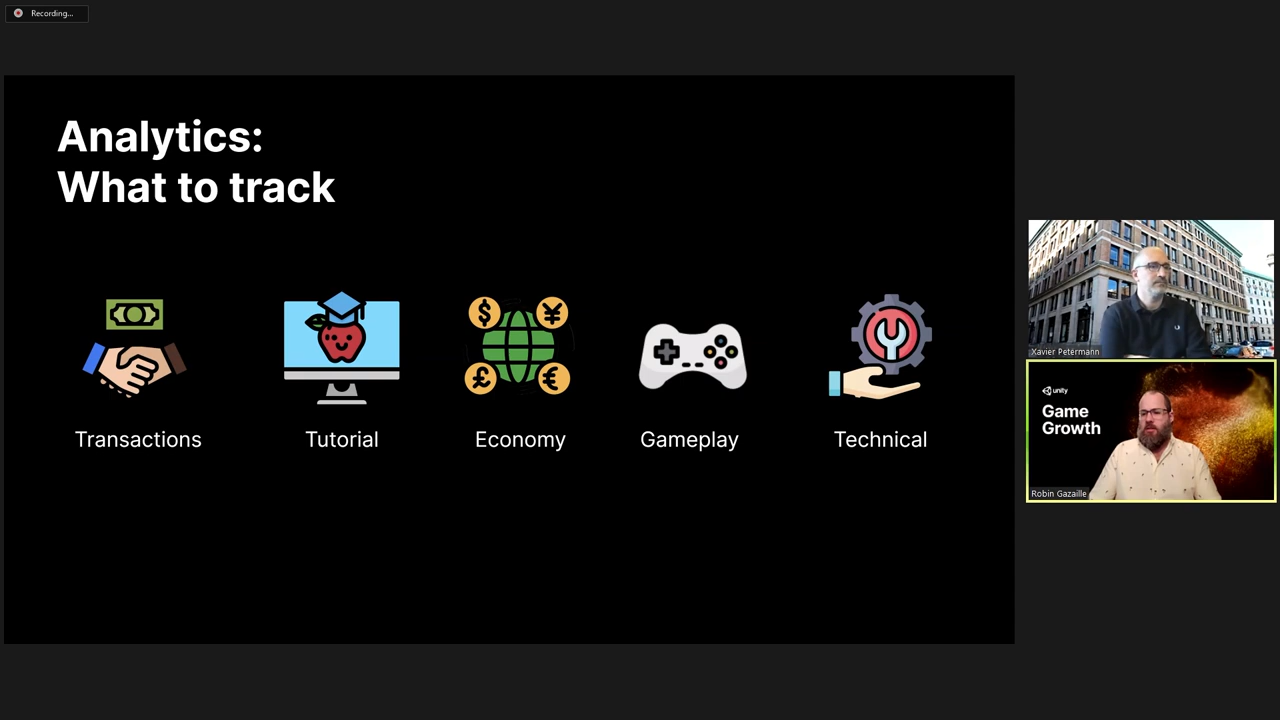 Recording...
Analytics:
What to track
$
¥
£
€
Transactions
Tutorial
Economy
Gameplay
Technical
Xavier Petermann
unity
Game
Growth
Robin Gazaille